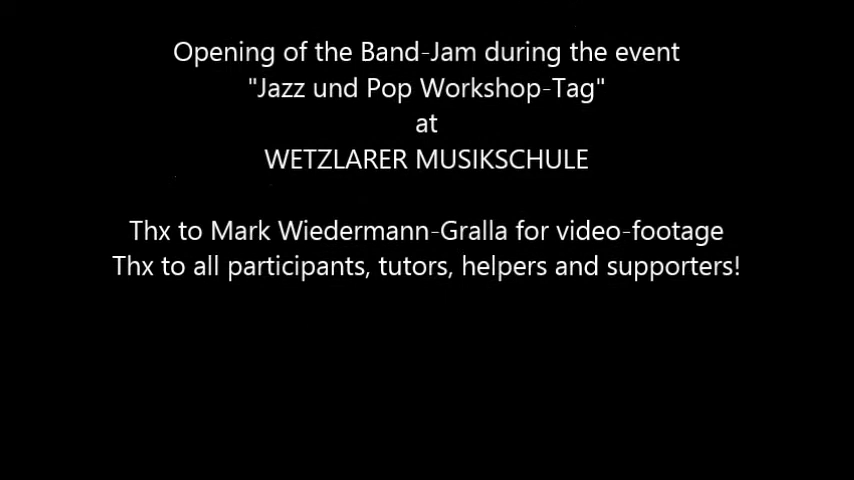 Opening of the Band-Jam during the event
"Jazz und Pop Workshop-Tag"
at
WETZLARER MUSIKSCHULE
Thx to Mark Wiedermann-Gralla for video-footage
Thx to all participants, tutors, helpers and supporters!